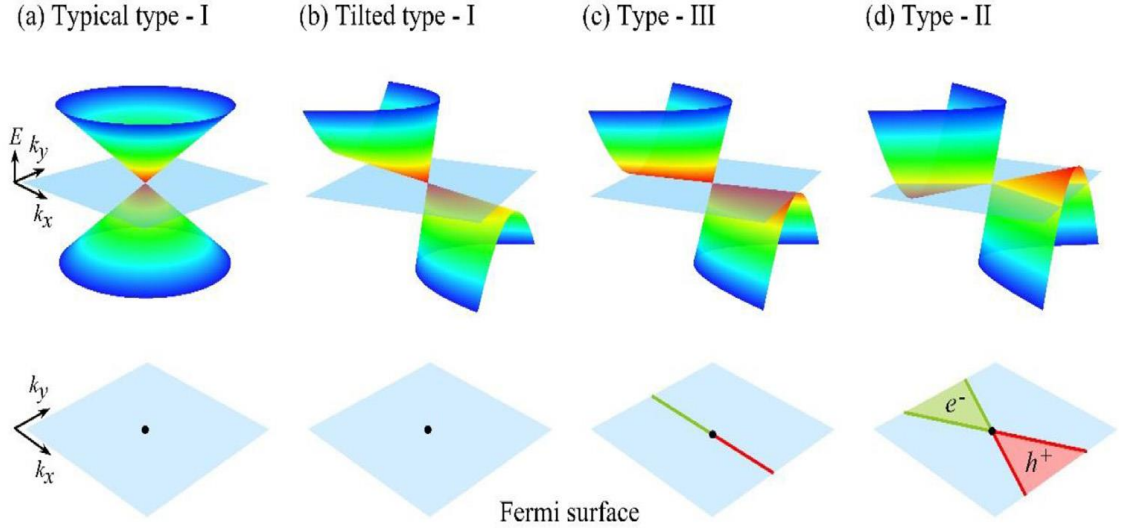 (a) Typical type - I
(b) Tilted type - I
(c) Type - III
(d) Type - II
E
k_y
k_x
k_y
k_x
e⁻
h⁺
Fermi surface